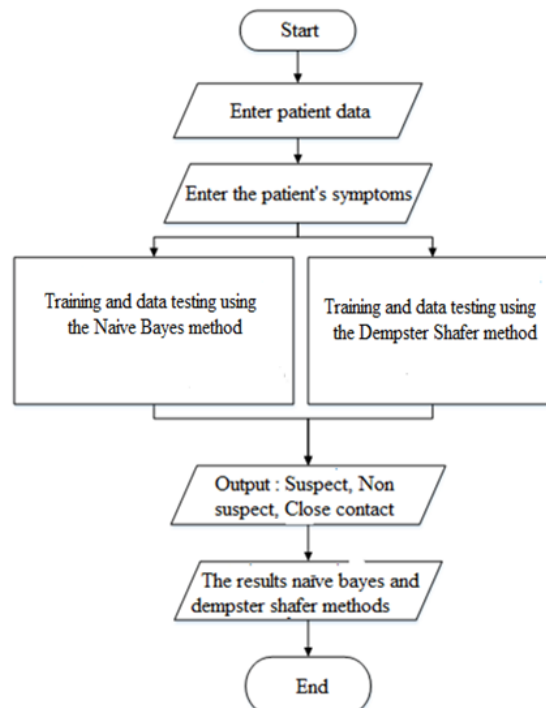 Start
Enter patient data
Enter the patient's symptoms
Training and data testing using
the Naive Bayes method
Training and data testing using
the Dempster Shafer method
Output : Suspect, Non
suspect, Close contact
The results naïve bayes and
dempster shafer methods
End